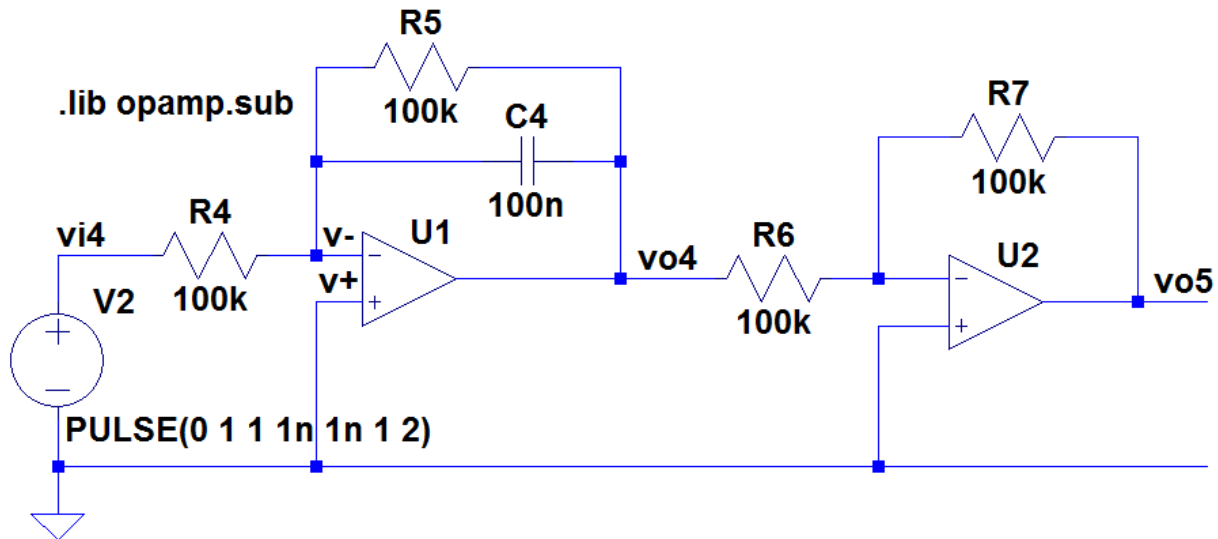 R5
.lib opamp.sub
100k
R7
C4
100n
100k
R4
vi4
v-
U1
R6
U2
v+
vo4
vo5
V2
100k
100k
PULSE(0 1 1 1n 1n 1 2)